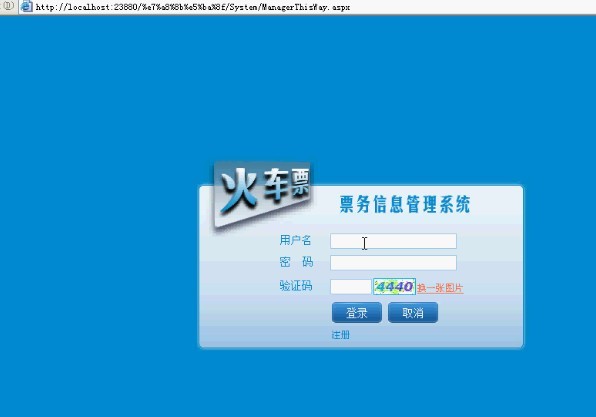 http://localhost:23880/%e7%a8%8b%e5%ba%8f/System/ManagerThisWay.aspx
火车票
票务信息管理系统
用户名
密 码
验证码 4440 换一张图片
登录 取消
注册